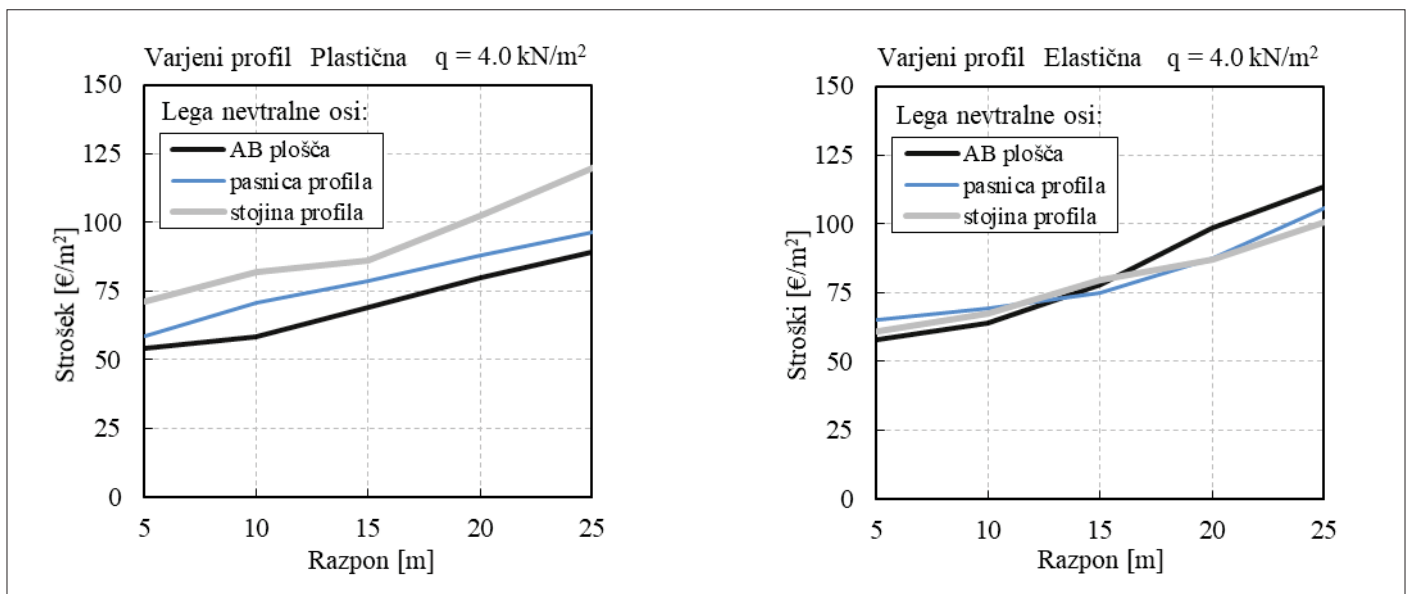 Varjeni profil Plastična q = 4.0 kN/m²
Strošek [€/m²]
150
125
100
75
50
25
0
Lega nevtralne osi:
AB plošča
pasnica profila
stojina profila
5 10 15 20 25
Razpon [m]
Varjeni profil Elastična q = 4.0 kN/m²
Stroški [€/m²]
150
125
100
75
50
25
0
Lega nevtralne osi:
AB plošča
pasnica profila
stojina profila
5 10 15 20 25
Razpon [m]